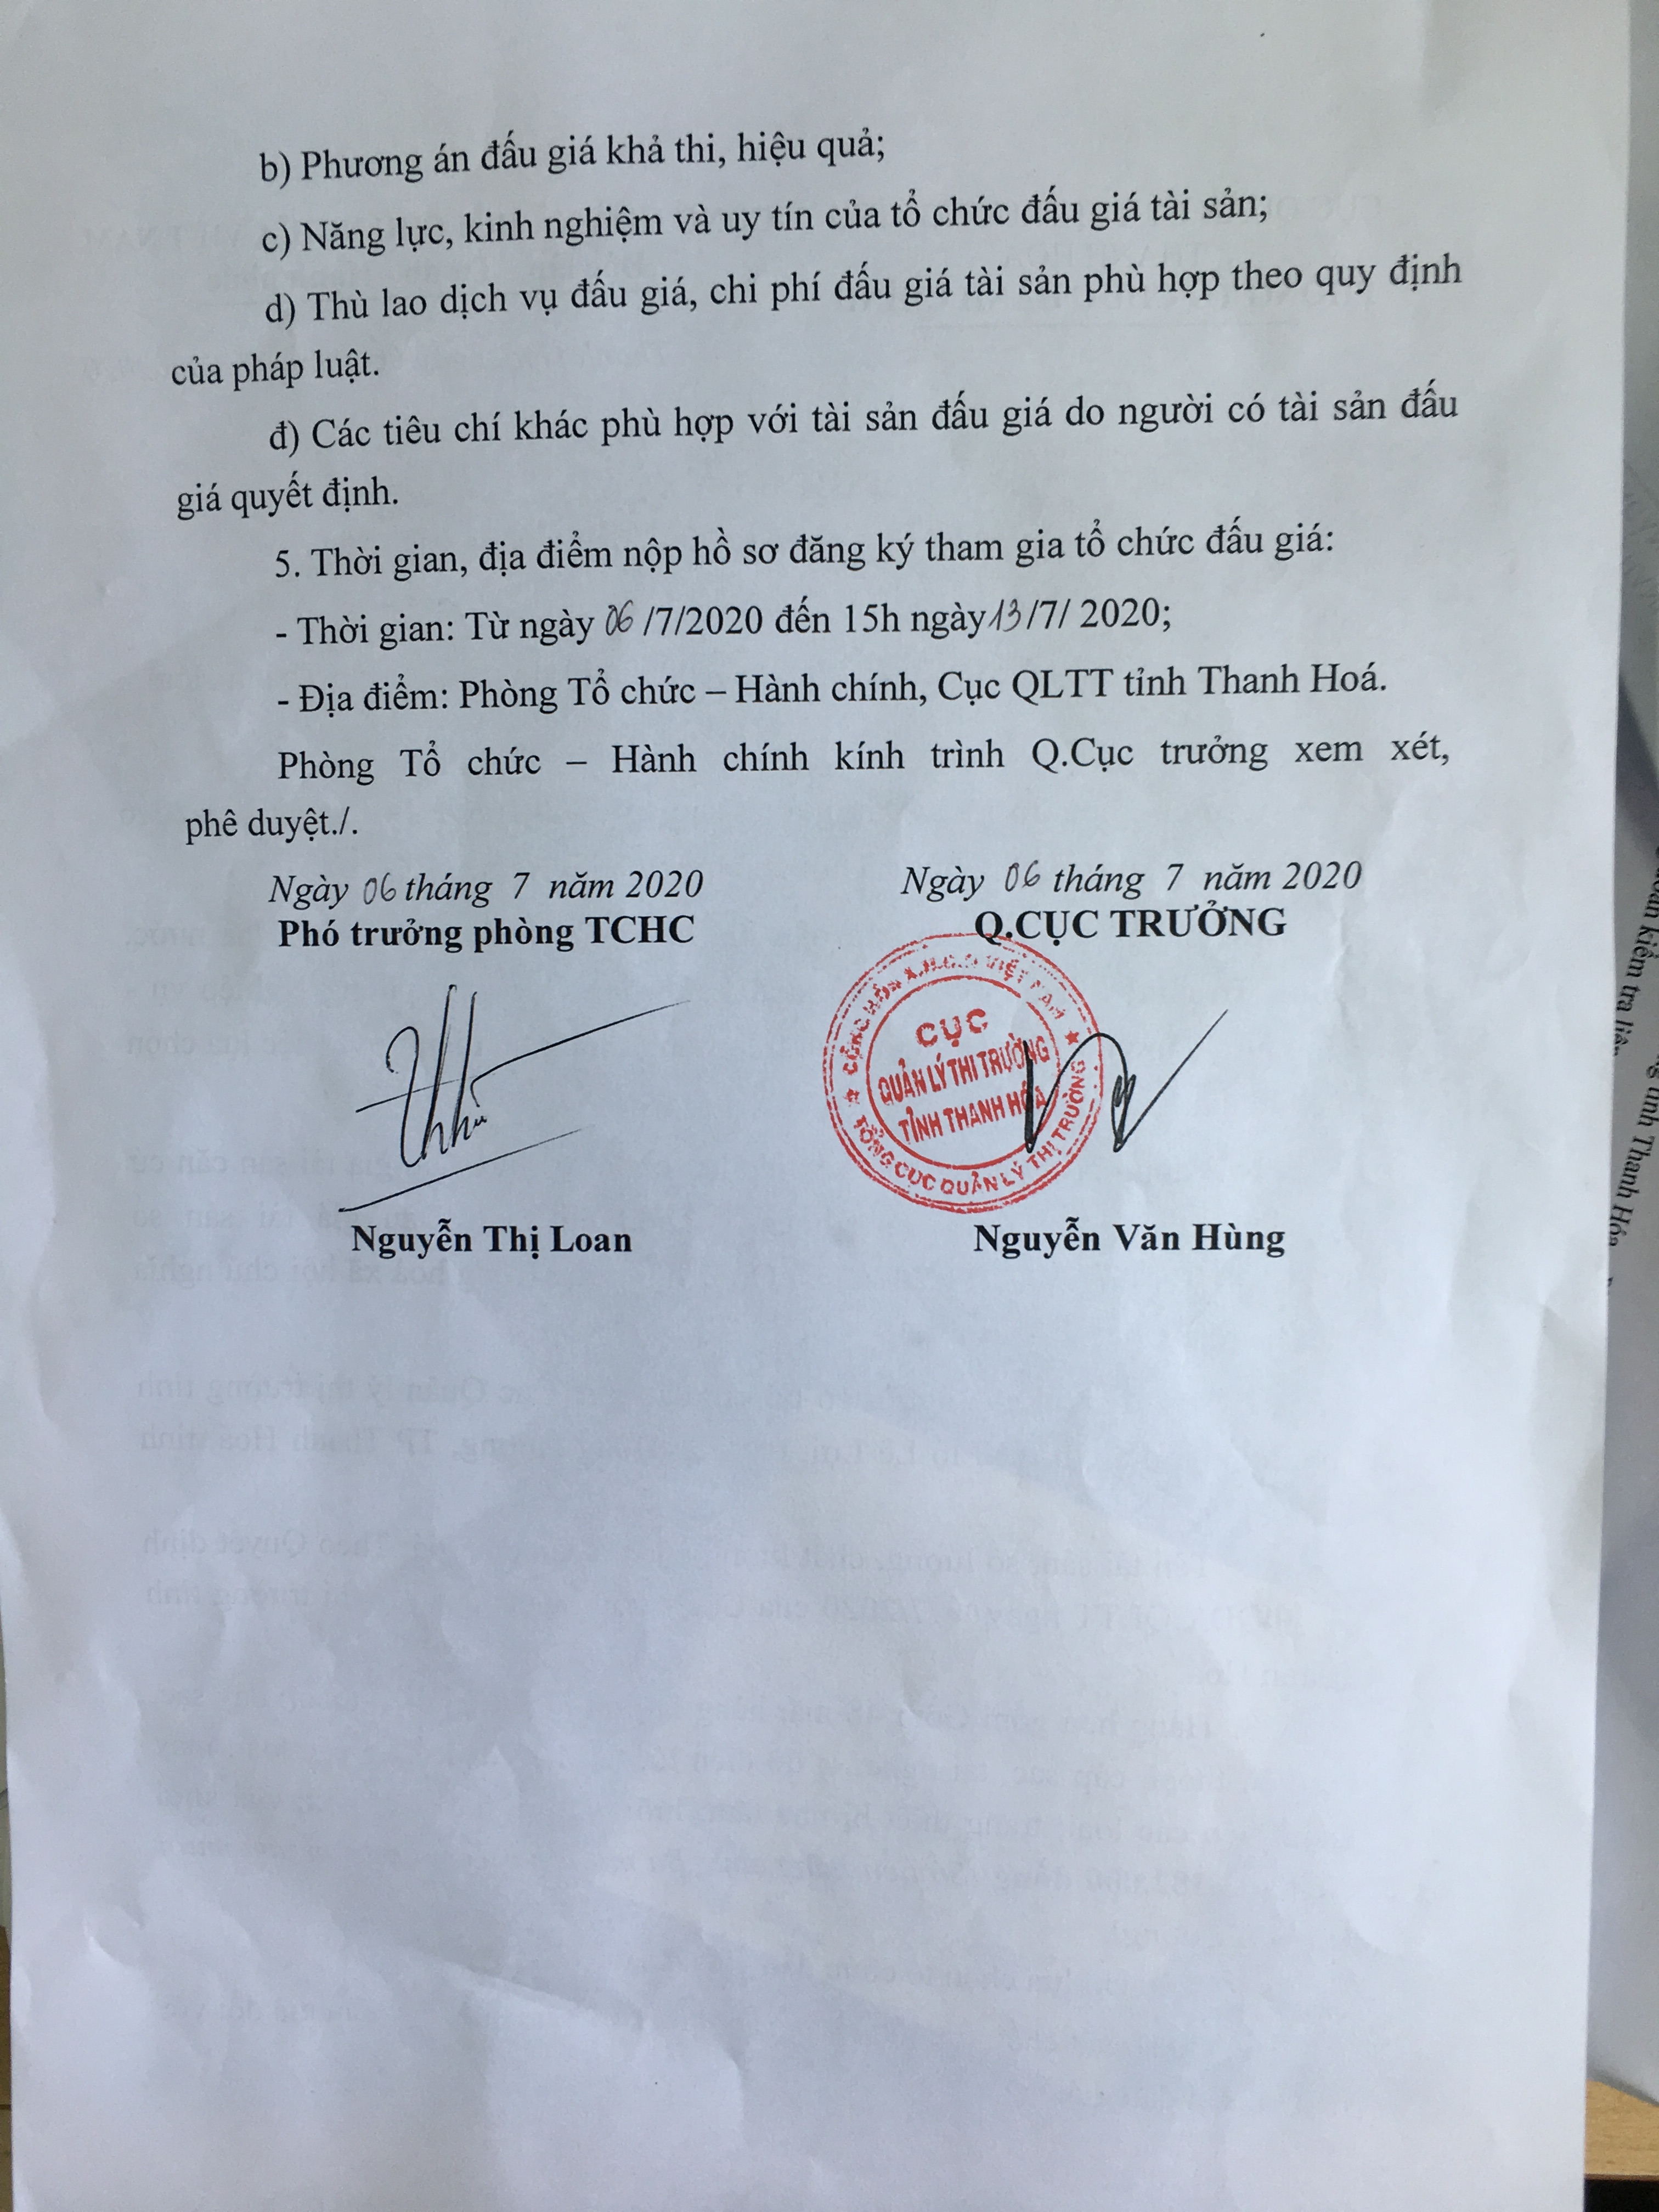 b) Phương án đấu giá khả thi, hiệu quả;
c) Năng lực, kinh nghiệm và uy tín của tổ chức đấu giá tài sản;
d) Thù lao dịch vụ đấu giá, chi phí đấu giá tài sản phù hợp theo quy định
của pháp luật.
đ) Các tiêu chí khác phù hợp với tài sản đấu giá do người có tài sản đấu
giá quyết định.
5. Thời gian, địa điểm nộp hồ sơ đăng ký tham gia tổ chức đấu giá:
- Thời gian: Từ ngày 06 /7/2020 đến 15h ngày 13 /7/ 2020;
- Địa điểm: Phòng Tổ chức – Hành chính, Cục QLTT tỉnh Thanh Hoá.
Phòng Tổ chức – Hành chính kính trình Q.Cục trưởng xem xét,
phê duyệt./.
Ngày 06 tháng 7 năm 2020
Phó trưởng phòng TCHC
Nguyễn Thị Loan
Ngày 06 tháng 7 năm 2020
Q.CỤC TRƯỞNG
CỘNG HÒA X.H.C.N VIỆT NAM
CỤC
QUẢN LÝ THỊ TRƯỜNG
TỈNH THANH HÓA
TỔNG CỤC QUẢN LÝ THỊ TRƯỜNG
Nguyễn Văn Hùng
kiểm tra
tỉnh Thanh